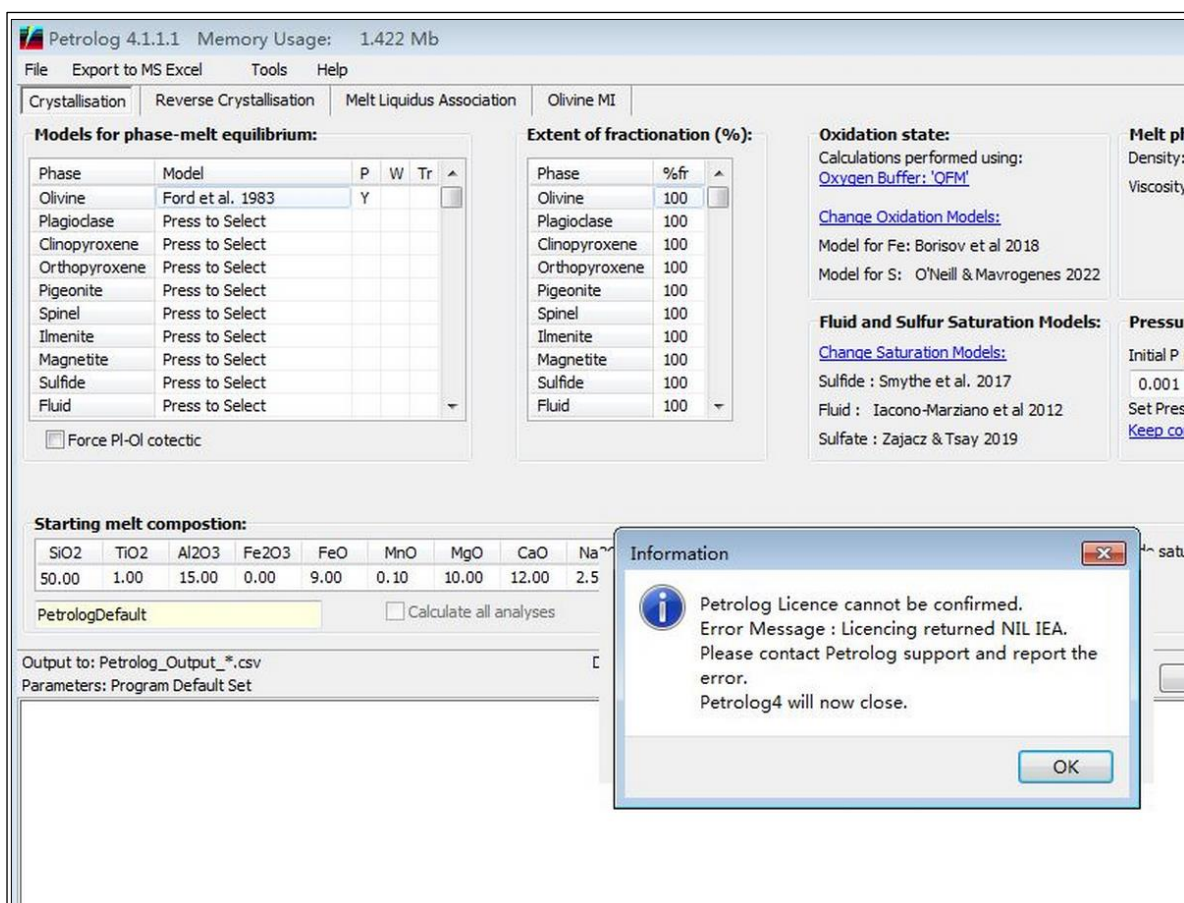 Petrolog 4.1.1.1 Memory Usage: 1.422 Mb
File Export to MS Excel Tools Help
Crystallisation Reverse Crystallisation Melt Liquidus Association Olivine MI
Models for phase-melt equilibrium:
Phase Model P W Tr
Olivine Ford et al. 1983 Y
Plagioclase Press to Select
Clinopyroxene Press to Select
Orthopyroxene Press to Select
Pigeonite Press to Select
Spinel Press to Select
Ilmenite Press to Select
Magnetite Press to Select
Sulfide Press to Select
Fluid Press to Select
Force Pl-Ol cotectic
Extent of fractionation (%):
Phase %fr
Olivine 100
Plagioclase 100
Clinopyroxene 100
Orthopyroxene 100
Pigeonite 100
Spinel 100
Ilmenite 100
Magnetite 100
Sulfide 100
Fluid 100
Oxidation state:
Calculations performed using:
Oxygen Buffer: 'QFM'
Change Oxidation Models:
Model for Fe: Borisov et al 2018
Model for S: O'Neill & Mavrogenes 2022
Fluid and Sulfur Saturation Models:
Change Saturation Models:
Sulfide : Smythe et al. 2017
Fluid : Iacono-Marziano et al 2012
Sulfate : Zajacz & Tsay 2019
Melt
Density:
Viscosity
Initial P
0.001
Set
Keep
Starting melt compostion:
SiO2 TiO2 Al2O3 Fe2O3 FeO MnO MgO CaO
50.00 1.00 15.00 0.00 9.00 0.10 10.00 12.00 2.5
PetrologDefault
Calculate all analyses
Output to: Petrolog_Output_*.csv
Parameters: Program Default Set
Information
Petrolog Licence cannot be confirmed.
Error Message : Licencing returned NIL IEA.
Please contact Petrolog support and report the
error.
Petrolog4 will now close.
OK